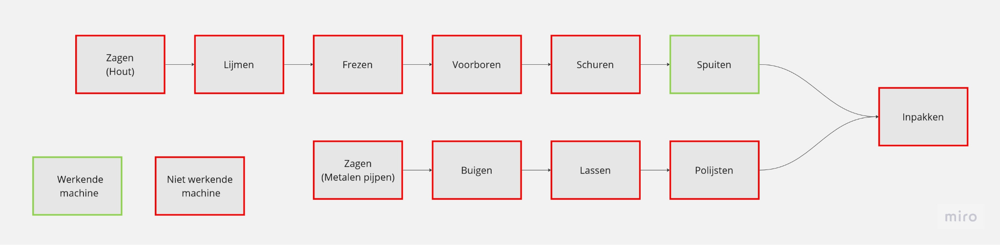 Zagen
(Hout)
Lijmen
Frezen
Voorboren
Schuren
Spuiten
Inpakken
Zagen
(Metalen pijpen)
Buigen
Lassen
Polijsten
Werkende
machine
Niet werkende
machine
miro